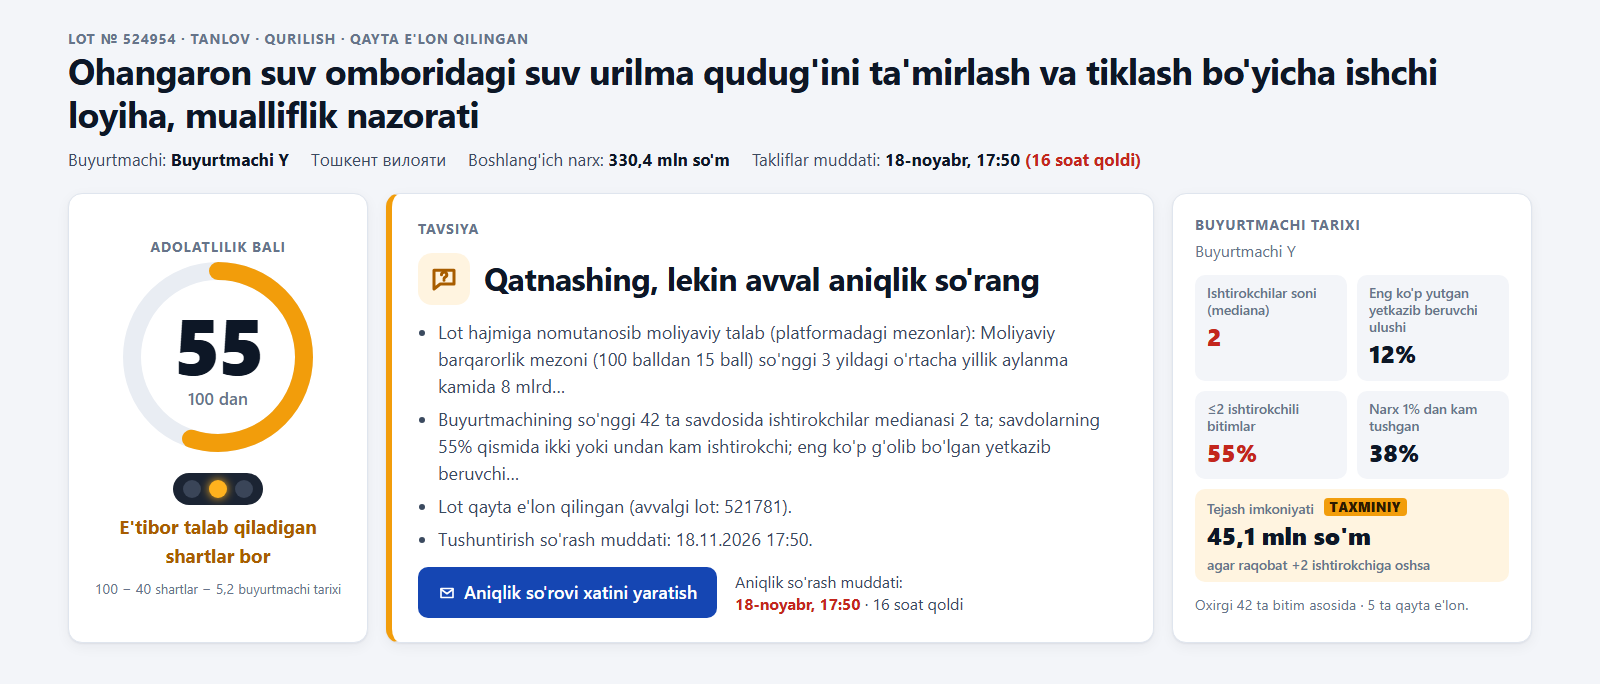 LOT № 524954 · TANLOV · QURILISH · QAYTA E'LON QILINGAN
Ohangaron suv omboridagi suv urilma qudug'ini ta'mirlash va tiklash bo'yicha ishchi
loyiha, mualliflik nazorati
Buyurtmachi: Buyurtmachi Y Тошкент вилояти Boshlang'ich narx: 330,4 mln so'm Takliflar muddati: 18-noyabr, 17:50 (16 soat qoldi)
ADOLATLILIK BALI
55
100 dan
E'tibor talab qiladigan
shartlar bor
100 − 40 shartlar − 5,2 buyurtmachi tarixi
TAVSIYA
Qatnashing, lekin avval aniqlik so'rang
• Lot hajmiga nomutanosib moliyaviy talab (platformadagi mezonlar): Moliyaviy
barqarorlik mezoni (100 balldan 15 ball) so'nggi 3 yildagi o'rtacha yillik aylanma
kamida 8 mlrd...
• Buyurtmachining so'nggi 42 ta savdosida ishtirokchilar medianasi 2 ta; savdolarning
55% qismida ikki yoki undan kam ishtirokchi; eng ko'p g'olib bo'lgan yetkazib
beruvchi...
• Lot qayta e'lon qilingan (avvalgi lot: 521781).
• Tushuntirish so'rash muddati: 18.11.2026 17:50.
Aniqlik so'rovi xatini yaratish
Aniqlik so'rash muddati:
18-noyabr, 17:50 · 16 soat qoldi
BUYURTMACHI TARIXI
Buyurtmachi Y
Ishtirokchilar soni
(mediana)
2
Eng ko'p yutgan
yetkazib beruvchi
ulushi
12%
≤2 ishtirokchili
bitimlar
55%
Narx 1% dan kam
tushgan
38%
Tejash imkoniyati TAXMINIY
45,1 mln so'm
agar raqobat +2 ishtirokchiga oshsa
Oxirgi 42 ta bitim asosida · 5 ta qayta e'lon.